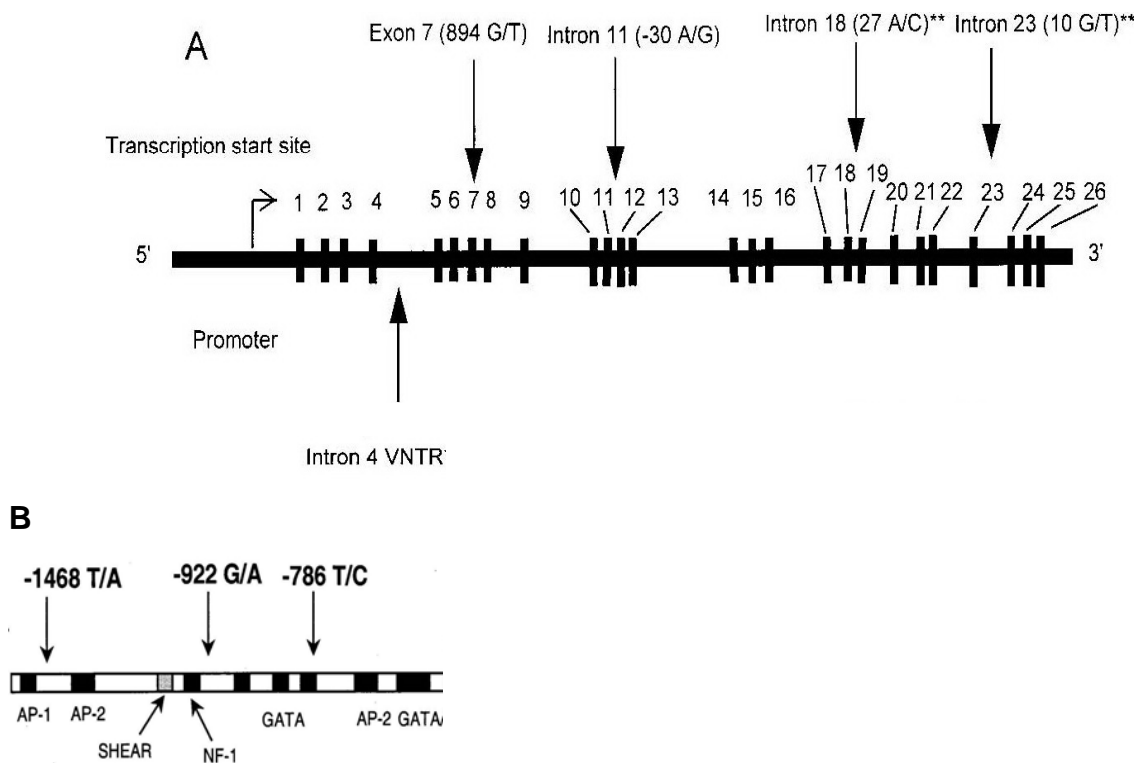 A
Exon 7 (894 G/T) Intron 11 (-30 A/G) Intron 18 (27 A/C)** Intron 23 (10 G/T)**
Transcription start site
1 2 3 4 5 6 7 8 9 10 11 12 13 14 15 16 17 18 19 20 21 22 23 24 25 26
5' 3'
Promoter
Intron 4 VNTR
B
-1468 T/A -922 G/A -786 T/C
AP-1 AP-2 GATA AP-2 GATA/
SHEAR NF-1